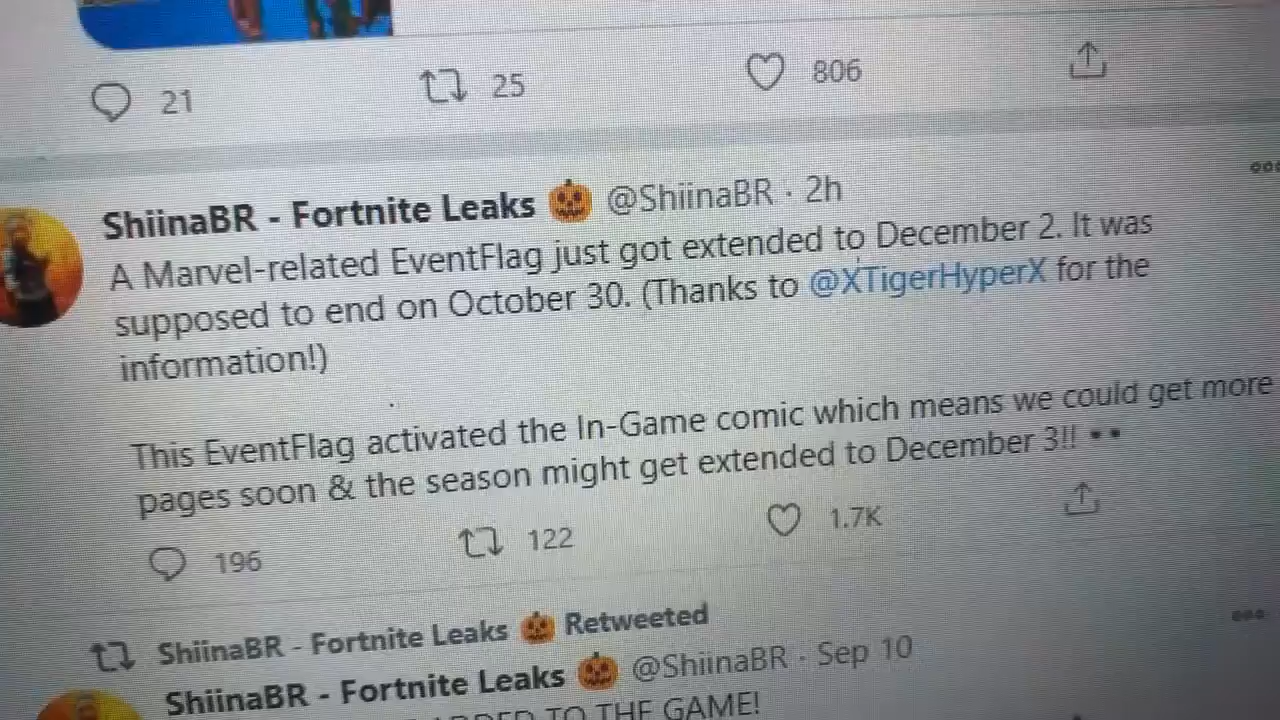 21 25 806
ShiinaBR - Fortnite Leaks 🎃 @ShiinaBR · 2h
A Marvel-related EventFlag just got extended to December 2. It was
supposed to end on October 30. (Thanks to @XTigerHyperX for the
information!)
This EventFlag activated the In-Game comic which means we could get more
pages soon & the season might get extended to December 3!! 👀
196 122 1.7K
ShiinaBR - Fortnite Leaks 🎃 Retweeted
ShiinaBR - Fortnite Leaks 🎃 @ShiinaBR · Sep 10
TO THE GAME!